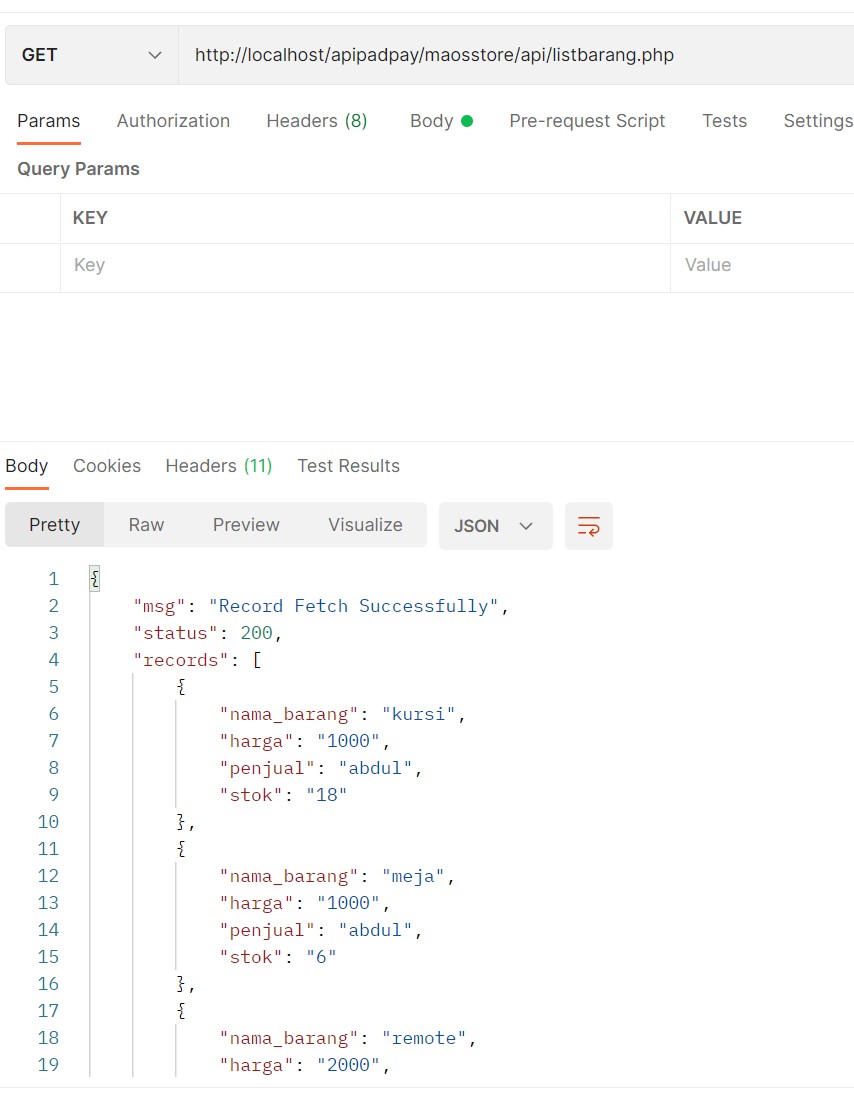 GET http://localhost/apipadpay/maosstore/api/listbarang.php
Params Authorization Headers (8) Body Pre-request Script Tests Settings
Query Params
KEY VALUE
Key Value
Body Cookies Headers (11) Test Results
Pretty Raw Preview Visualize JSON
1 {
2 "msg": "Record Fetch Successfully",
3 "status": 200,
4 "records": [
5 {
6 "nama_barang": "kursi",
7 "harga": "1000",
8 "penjual": "abdul",
9 "stok": "18"
10 },
11 {
12 "nama_barang": "meja",
13 "harga": "1000",
14 "penjual": "abdul",
15 "stok": "6"
16 },
17 {
18 "nama_barang": "remote",
19 "harga": "2000",